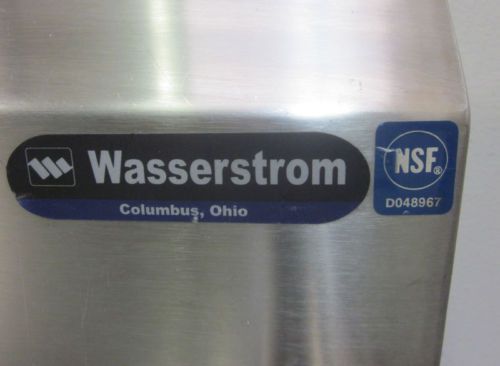 Wasserstrom
Columbus, Ohio
NSF®
D048967